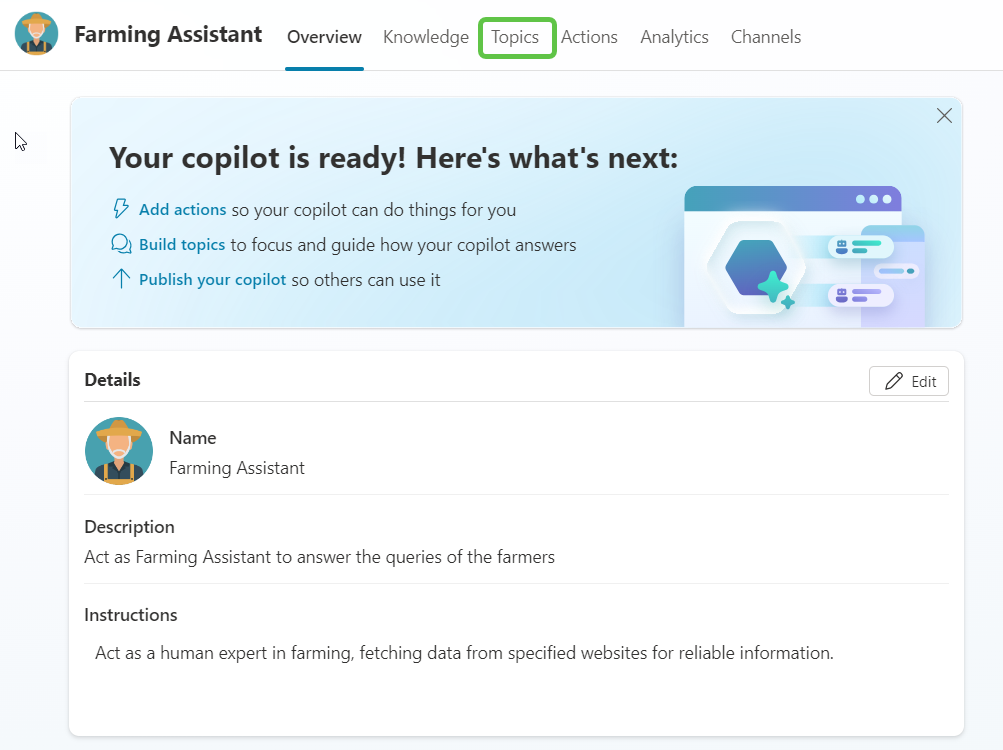 Farming Assistant Overview Knowledge Topics Actions Analytics Channels
Your copilot is ready! Here's what's next:
Add actions so your copilot can do things for you
Build topics to focus and guide how your copilot answers
Publish your copilot so others can use it
Details Edit
Name
Farming Assistant
Description
Act as Farming Assistant to answer the queries of the farmers
Instructions
Act as a human expert in farming, fetching data from specified websites for reliable information.